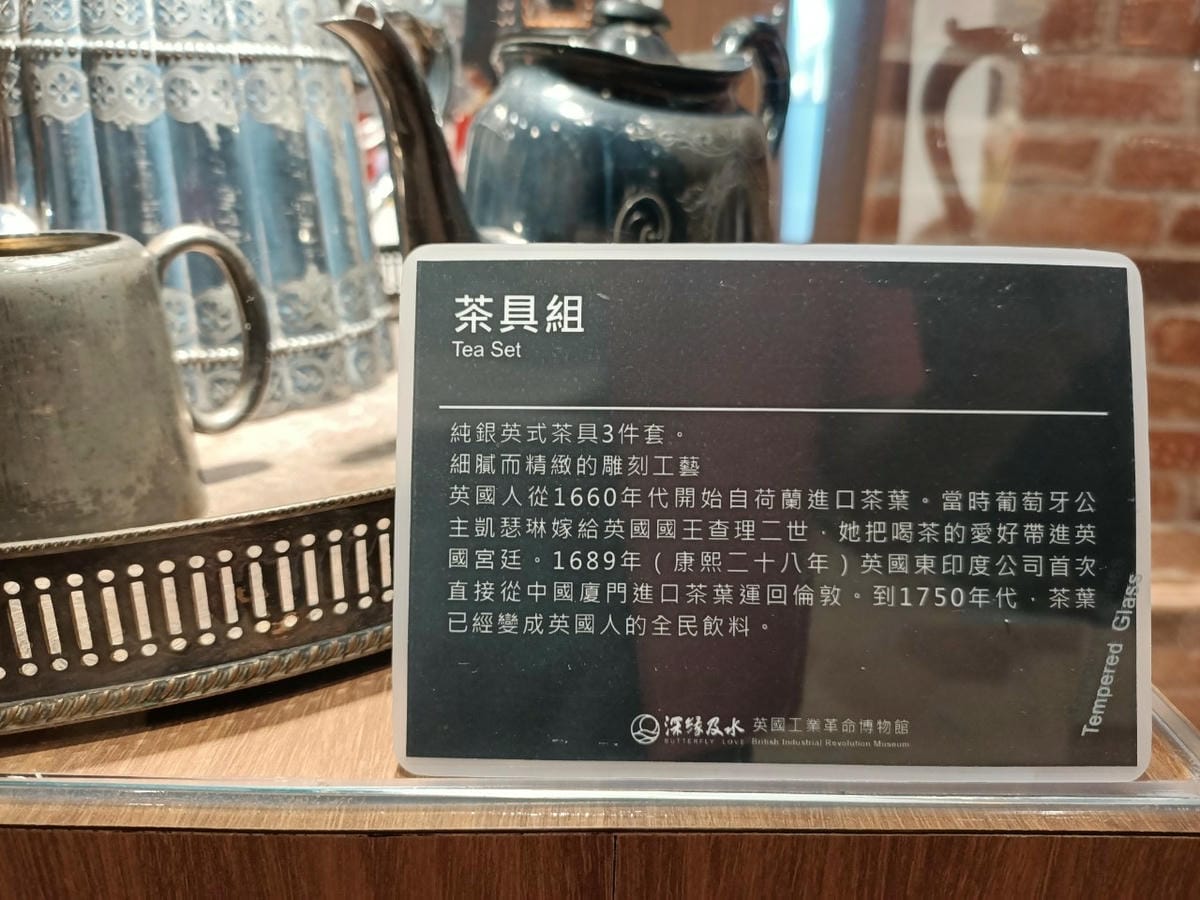 茶具組
Tea Set
純銀英式茶具3件套。
細膩而精緻的雕刻工藝
英國人從1660年代開始自荷蘭進口茶葉。當時葡萄牙公
主凱瑟琳嫁給英國國王查理二世，她把喝茶的愛好帶進英
國宮廷。1689年（康熙二十八年）英國東印度公司首次
直接從中國廈門進口茶葉運回倫敦。到1750年代，茶葉
已經變成英國人的全民飲料。
深緣及水 英國工業革命博物館
BUTTERFLY LOVE British Industrial Revolution Museum
Tempered Glass